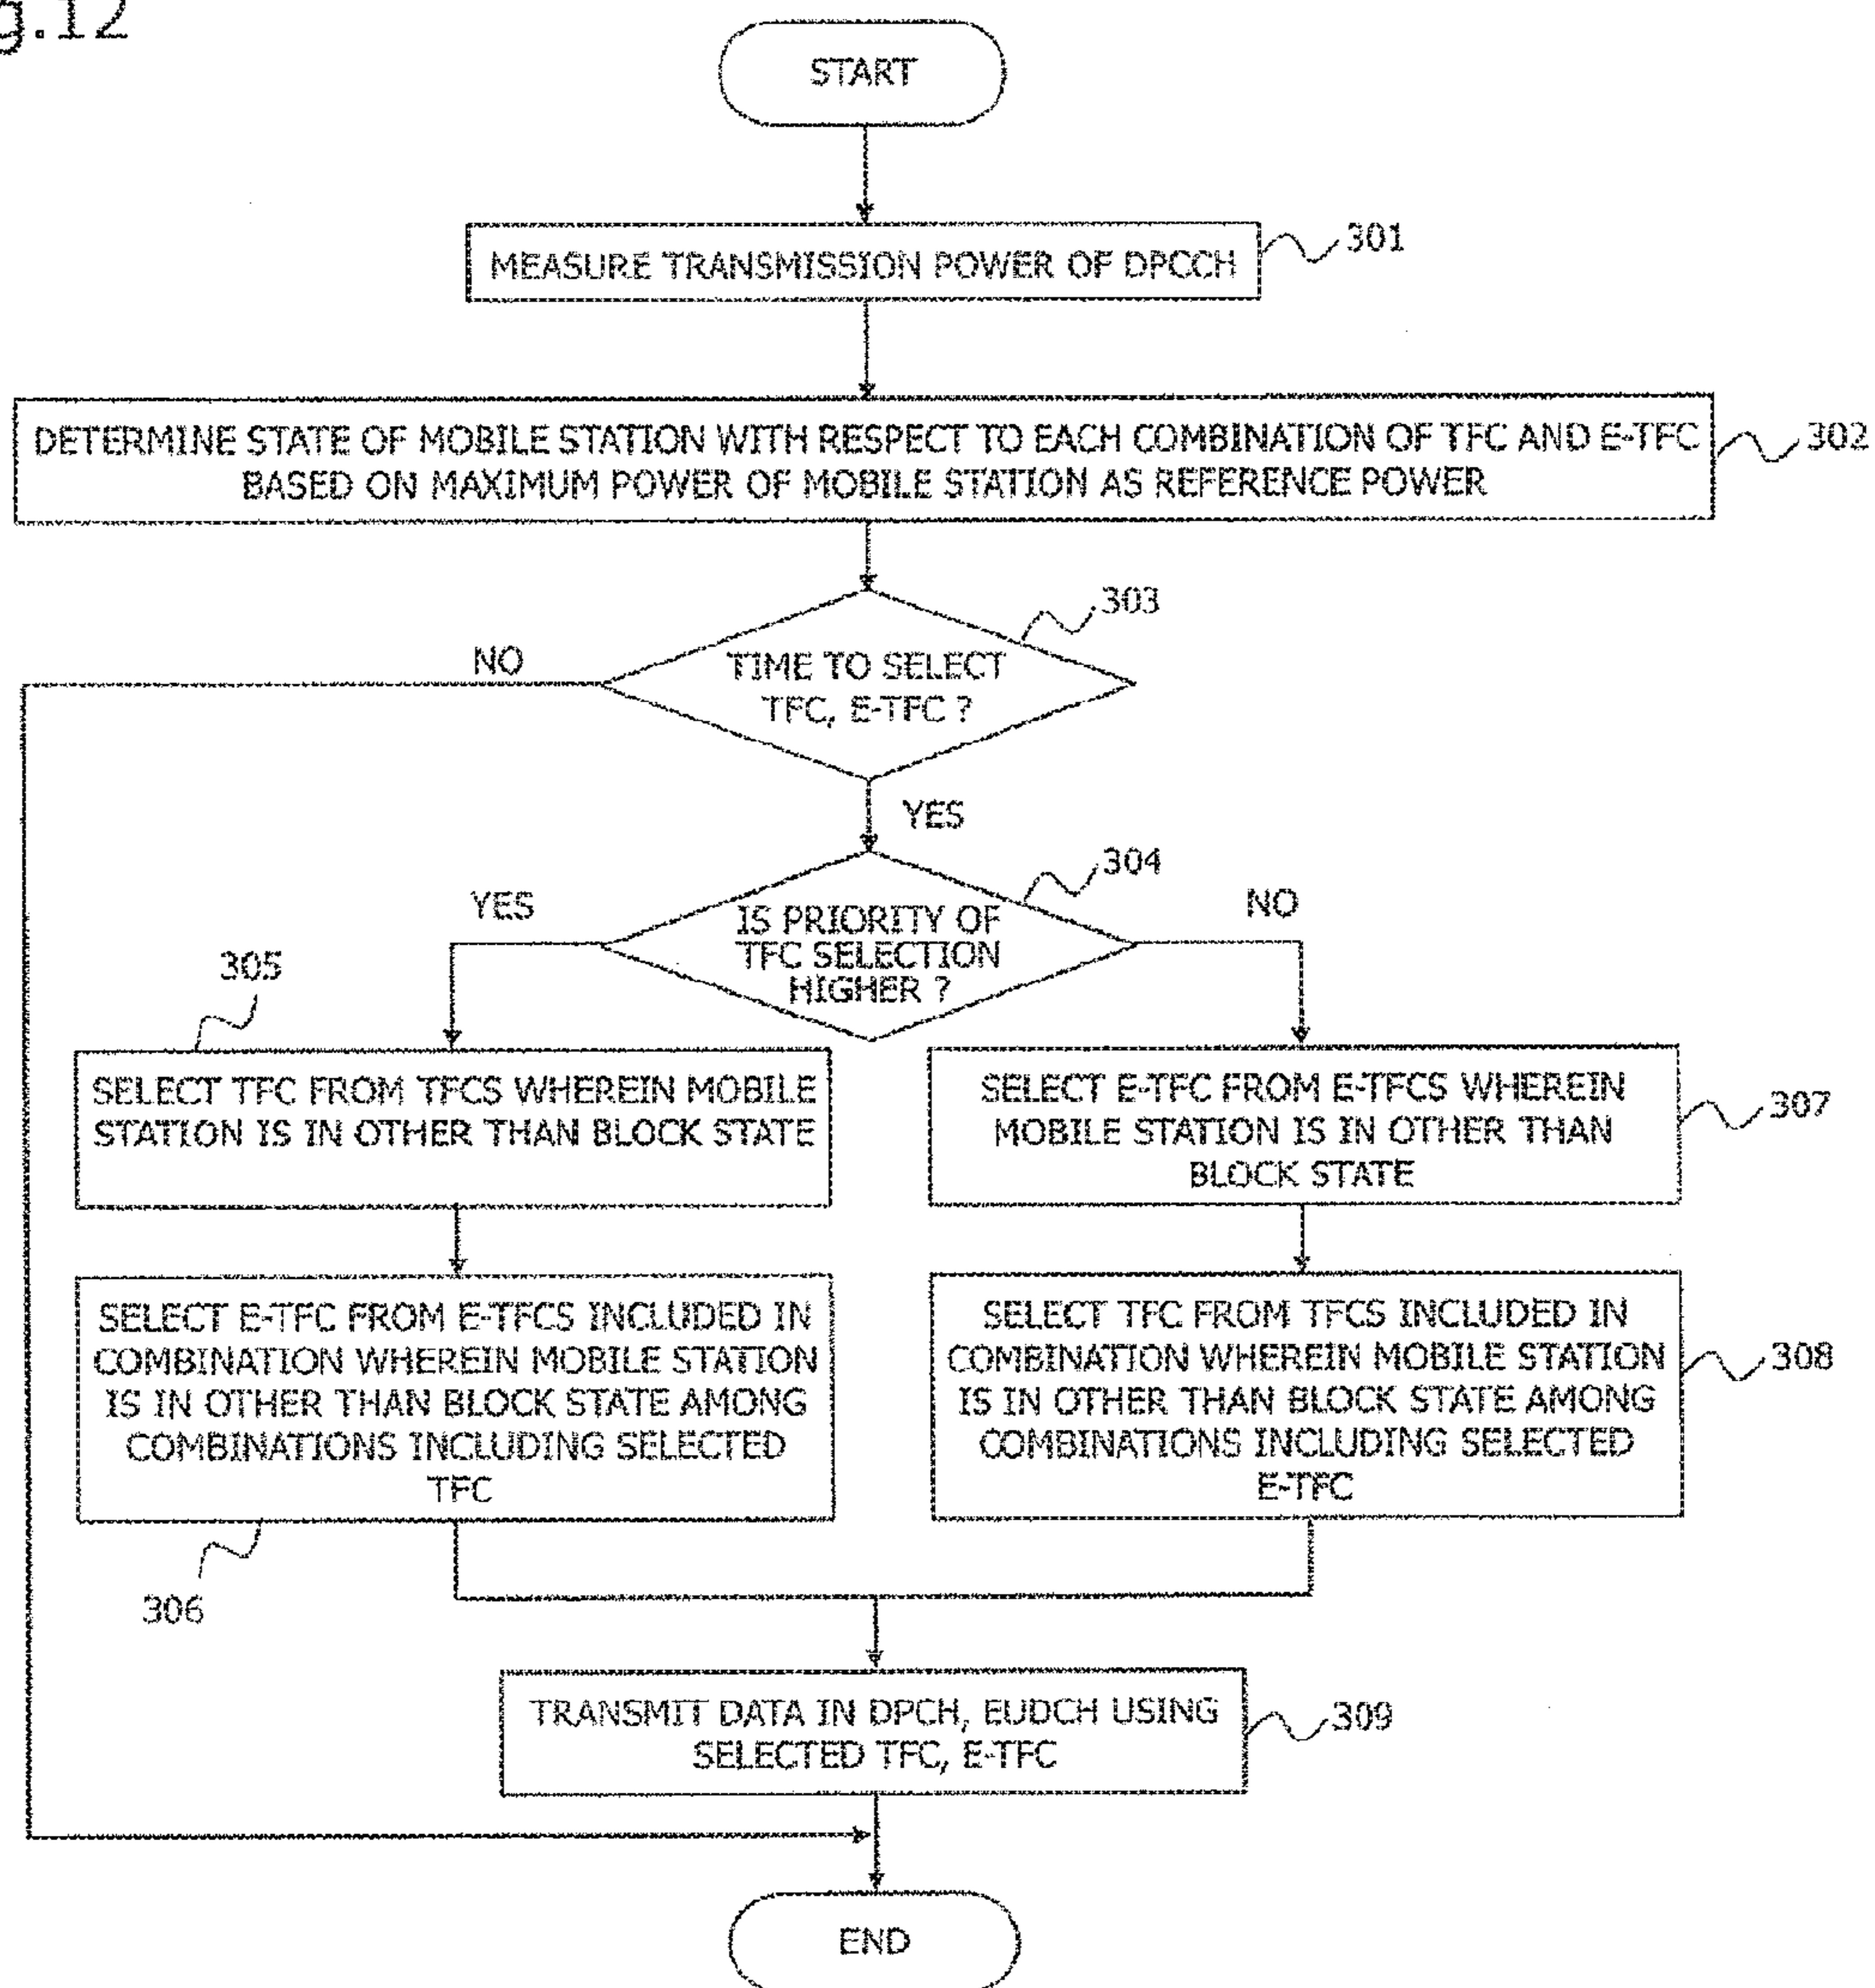 g.12
START
MEASURE TRANSMISSION POWER OF DPCCH
301
DETERMINE STATE OF MOBILE STATION WITH RESPECT TO EACH COMBINATION OF TFC AND E-TFC
BASED ON MAXIMUM POWER OF MOBILE STATION AS REFERENCE POWER
302
303
NO
TIME TO SELECT
TFC, E-TFC ?
YES
304
YES
IS PRIORITY OF
TFC SELECTION
HIGHER ?
NO
305
SELECT TFC FROM TFCS WHEREIN MOBILE
STATION IS IN OTHER THAN BLOCK STATE
SELECT E-TFC FROM E-TFCS WHEREIN
MOBILE STATION IS IN OTHER THAN
BLOCK STATE
307
SELECT E-TFC FROM E-TFCS INCLUDED IN
COMBINATION WHEREIN MOBILE STATION
IS IN OTHER THAN BLOCK STATE AMONG
COMBINATIONS INCLUDING SELECTED
TFC
306
SELECT TFC FROM TFCS INCLUDED IN
COMBINATION WHEREIN MOBILE STATION
IS IN OTHER THAN BLOCK STATE AMONG
COMBINATIONS INCLUDING SELECTED
E-TFC
308
TRANSMIT DATA IN DPCH, EUDCH USING
SELECTED TFC, E-TFC
309
END